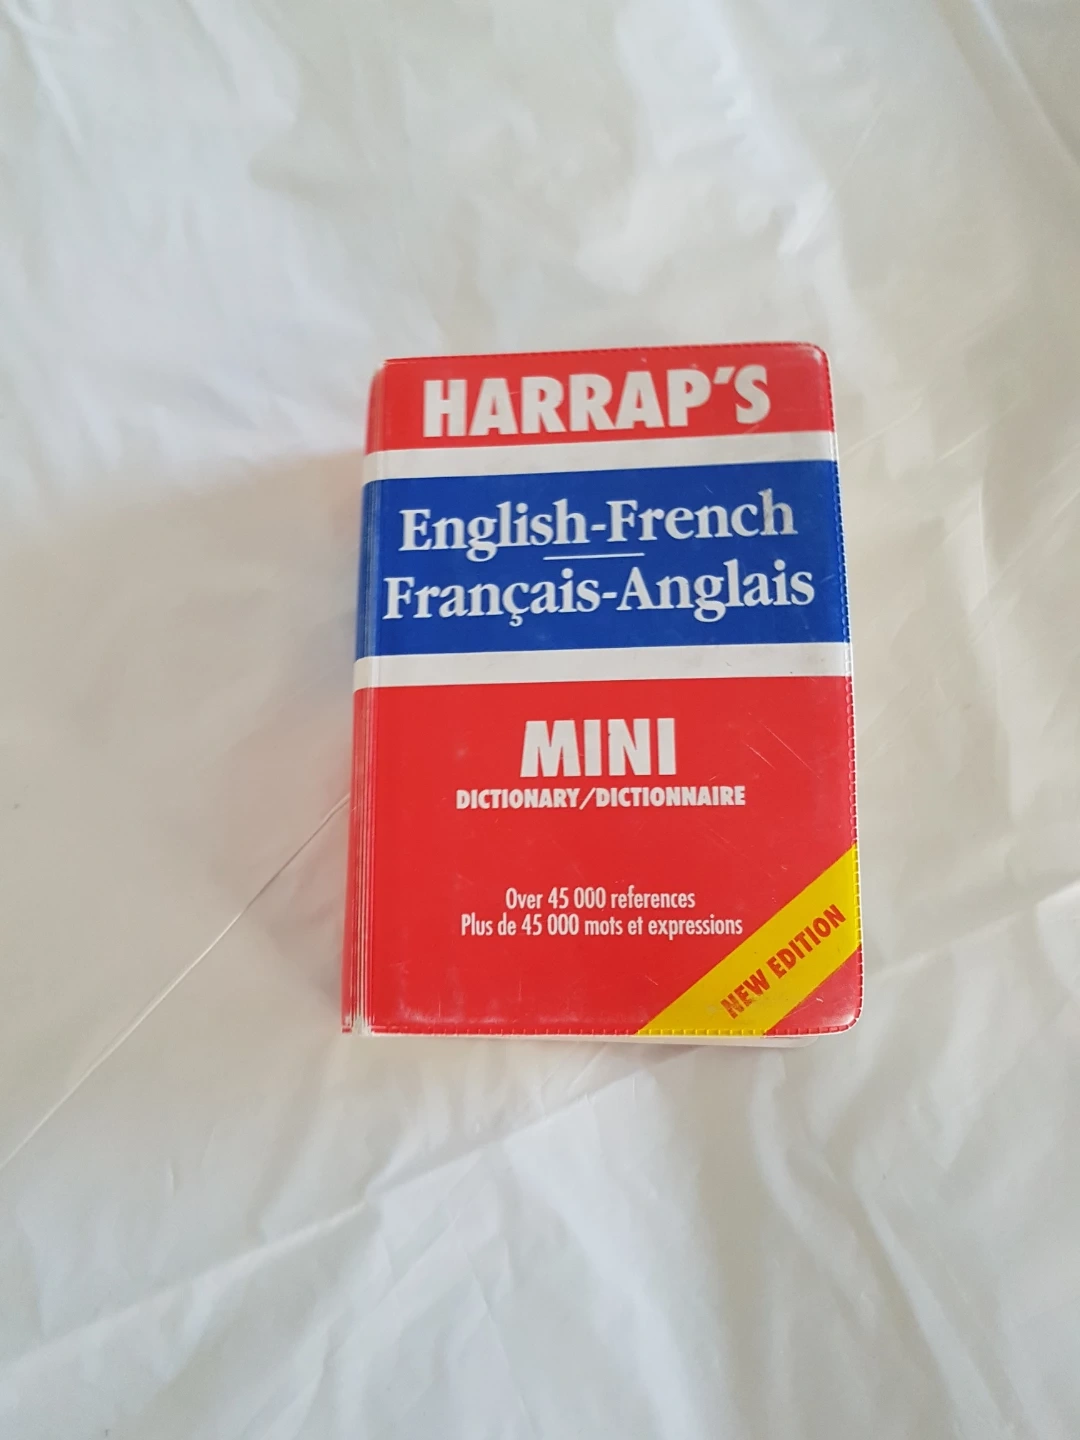 HARRAP'S
English-French
Français-Anglais
MINI
DICTIONARY/DICTIONNAIRE
Over 45 000 references
Plus de 45 000 mots et expressions
NEW EDITION